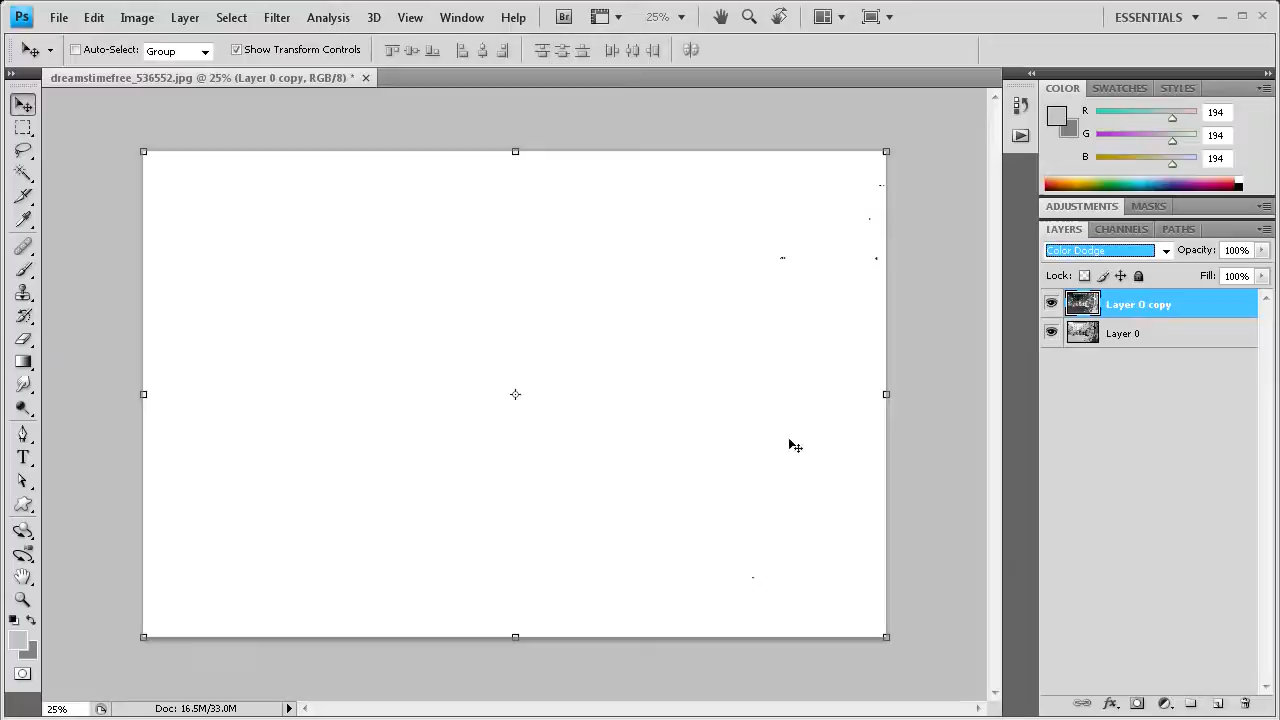 Ps File Edit Image Layer Select Filter Analysis 3D View Window Help Br 25% ESSENTIALS
Auto-Select: Group Show Transform Controls
dreamstimefree_536552.jpg @ 25% (Layer 0 copy, RGB/8) *
COLOR SWATCHES STYLES
R 194
G 194
B 194
ADJUSTMENTS MASKS
LAYERS CHANNELS PATHS
Color Dodge Opacity: 100%
Lock: Fill: 100%
Layer 0 copy
Layer 0
T
25% Doc: 16.5M/33.0M